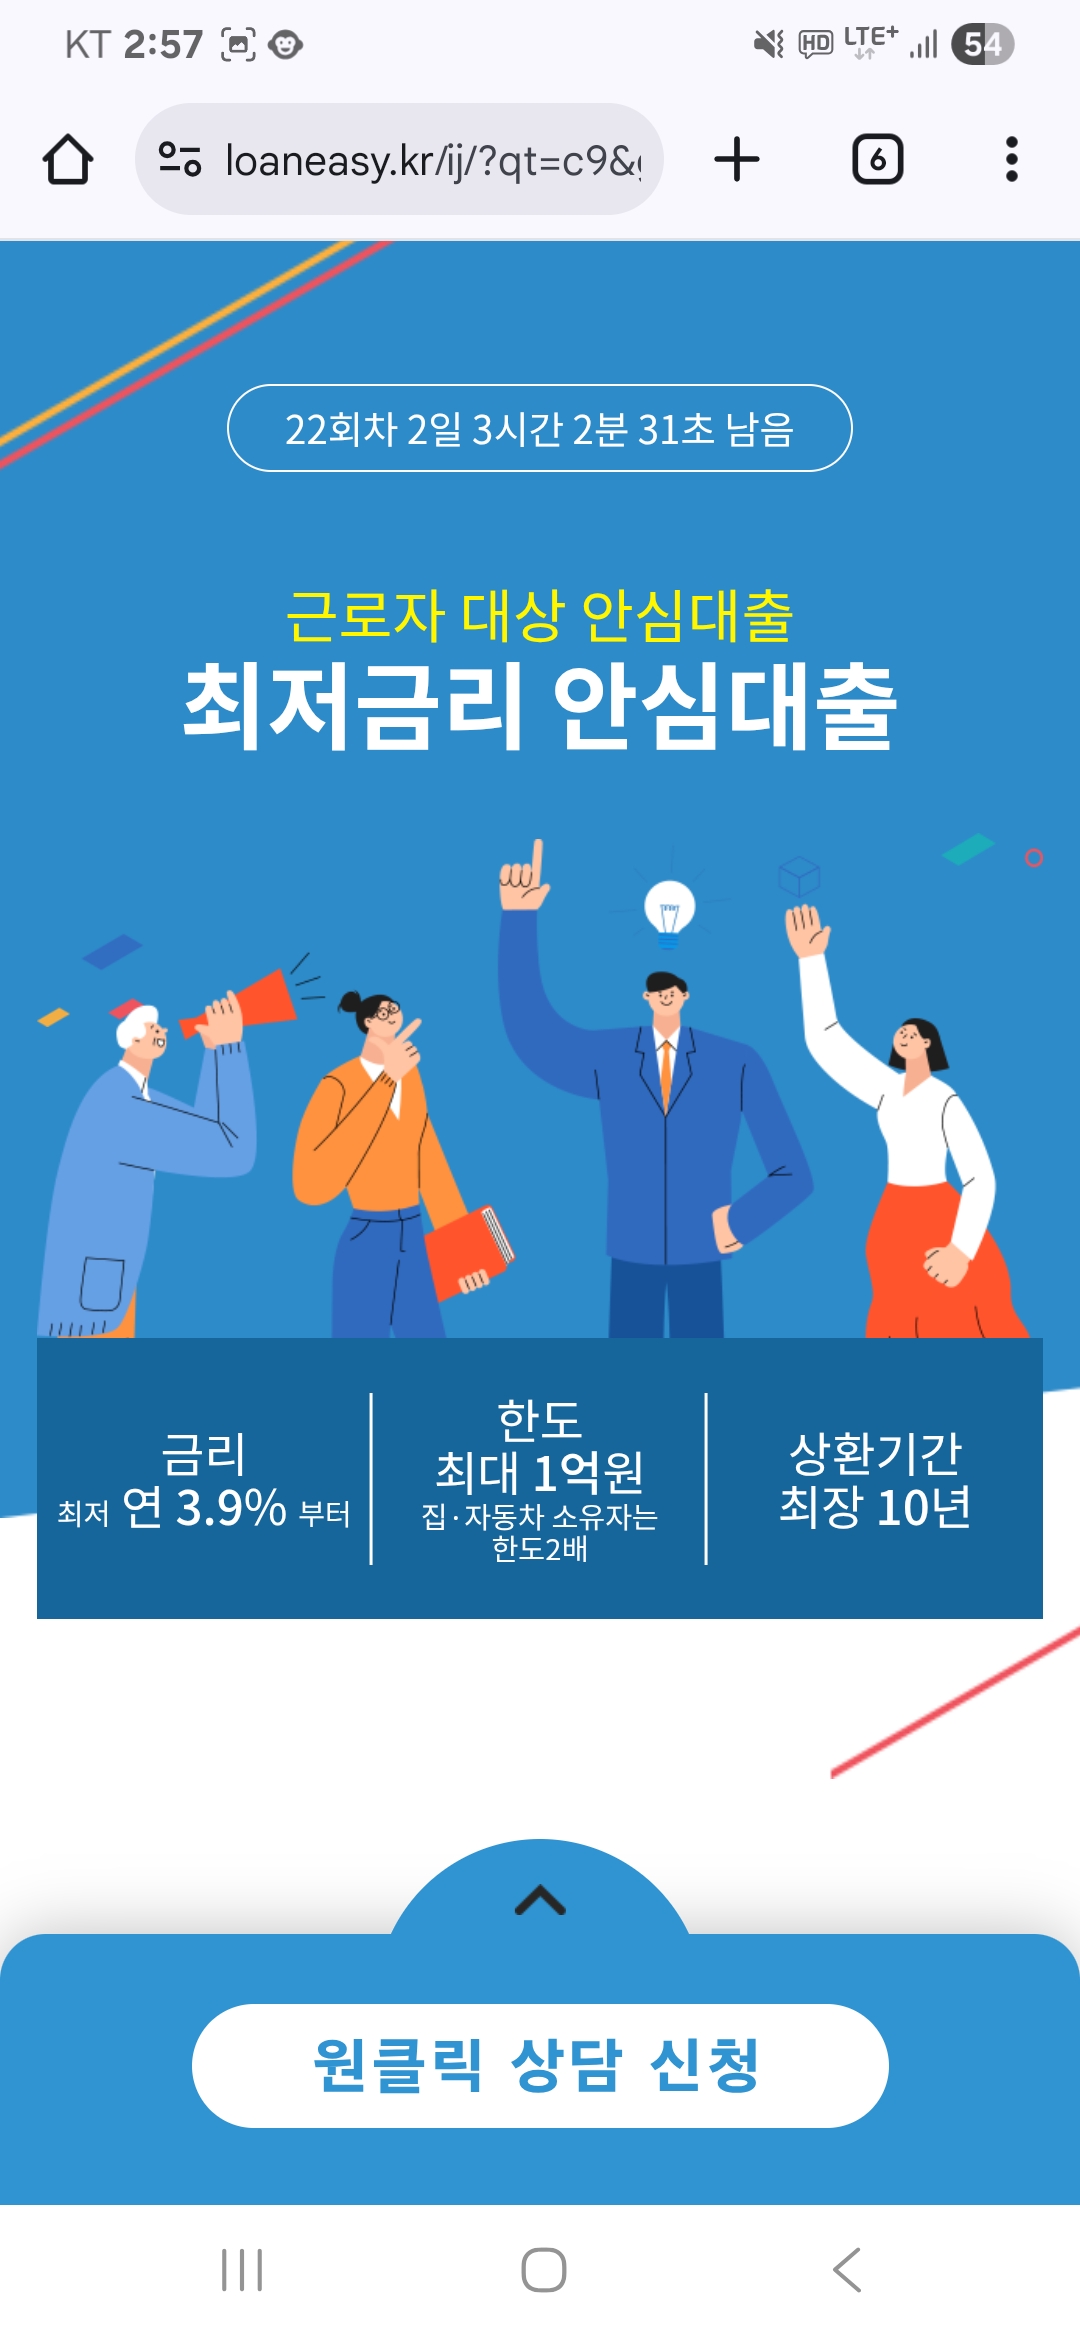 KT 2:57
HD LTE+ 54
loaneasy.kr/ij/?qt=c9&
6
22회차 2일 3시간 2분 31초 남음
근로자 대상 안심대출
최저금리 안심대출
금리
최저 연 3.9% 부터
한도
최대 1억원
집·자동차 소유자는
한도2배
상환기간
최장 10년
원클릭 상담 신청